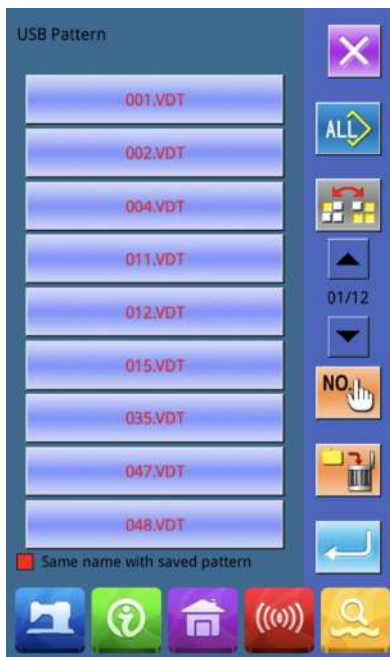 USB Pattern
001.VDT
002.VDT
004.VDT
011.VDT
012.VDT
015.VDT
035.VDT
047.VDT
048.VDT
Same name with saved pattern
ALL
01/12
NO.